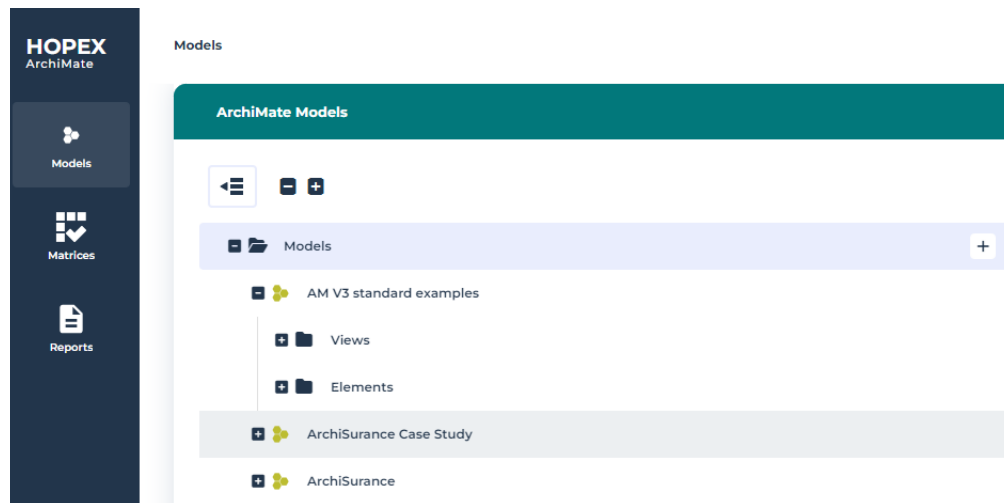 HOPEX
ArchiMate
Models
Matrices
Reports
Models
ArchiMate Models
Models
AM V3 standard examples
Views
Elements
ArchiSurance Case Study
ArchiSurance